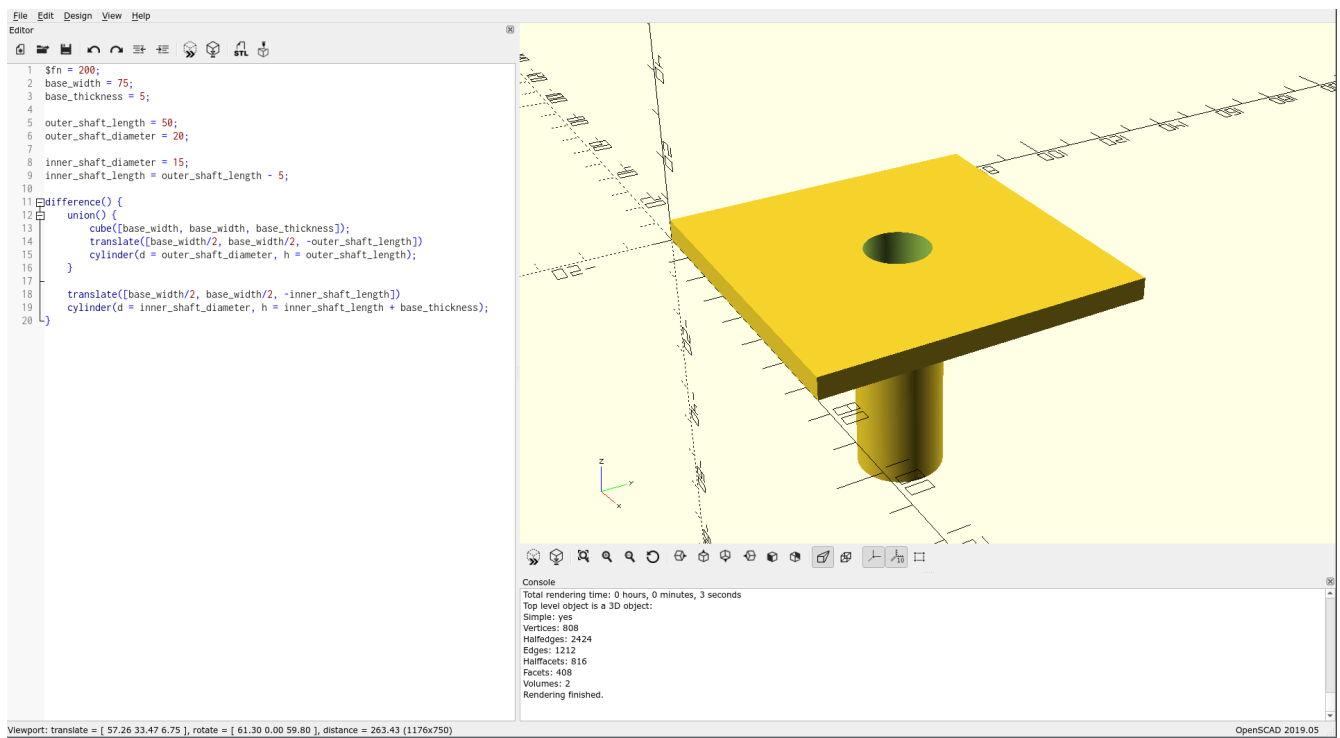 File Edit Design View Help
Editor
STL
1 $fn = 200;
2 base_width = 75;
3 base_thickness = 5;
4
5 outer_shaft_length = 50;
6 outer_shaft_diameter = 20;
7
8 inner_shaft_diameter = 15;
9 inner_shaft_length = outer_shaft_length - 5;
10
11 difference() {
12     union() {
13         cube([base_width, base_width, base_thickness]);
14         translate([base_width/2, base_width/2, -outer_shaft_length])
15         cylinder(d = outer_shaft_diameter, h = outer_shaft_length);
16     }
17
18     translate([base_width/2, base_width/2, -inner_shaft_length])
19     cylinder(d = inner_shaft_diameter, h = inner_shaft_length + base_thickness);
20 }
z
y
x
10
Console
Total rendering time: 0 hours, 0 minutes, 3 seconds
Top level object is a 3D object:
Simple: yes
Vertices: 808
Halfedges: 2424
Edges: 1212
Halffacets: 816
Facets: 408
Volumes: 2
Rendering finished.
Viewport: translate = [ 57.26 33.47 6.75 ], rotate = [ 61.30 0.00 59.80 ], distance = 263.43 (1176x750)
OpenSCAD 2019.05